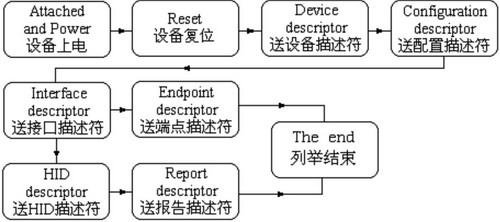 Attached
and Power
设备上电
Reset
设备复位
Device
descriptor
送设备描述符
Configuration
descriptor
送配置描述符
Interface
descriptor
送接口描述符
Endpoint
descriptor
送端点描述符
The end
列举结束
HID
descriptor
送HID描述符
Report
descriptor
送报告描述符